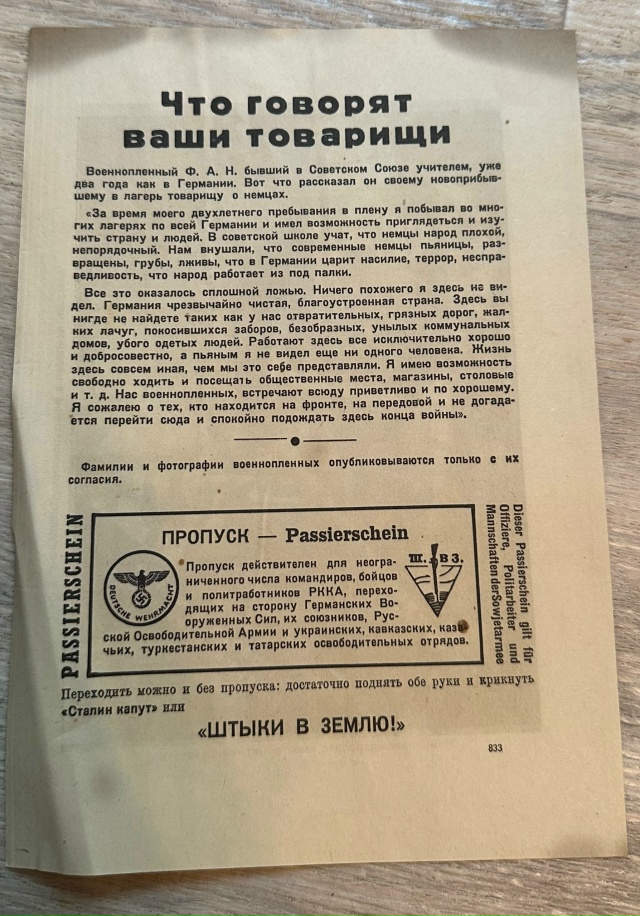 Что говорят
ваши товарищи
Военнопленный Ф. А. Н. бывший в Советском Союзе учителем, уже
два года как в Германии. Вот что рассказал он своему новоприбыв-
шему в лагерь товарищу о немцах.
«За время моего двухлетнего пребывания в плену я побывал во мно-
гих лагерях по всей Германии и имел возможность приглядеться и изу-
чить страну и людей. В советской школе учат, что немцы народ плохой,
непорядочный. Нам внушали, что современные немцы пьяницы, раз-
вращены, грубы, лживы, что в Германии царит насилие, террор, неспра-
ведливость, что народ работает из под палки.
Все это оказалось сплошной ложью. Ничего похожего я здесь не ви-
дел. Германия чрезвычайно чистая, благоустроенная страна. Здесь вы
нигде не найдете таких как у нас отвратительных, грязных дорог, жал-
ких лачуг, покосившихся заборов, безобразных, унылых коммунальных
домов, убого одетых людей. Работают здесь все исключительно хорошо
и добросовестно, а пьяным я не видел еще ни одного человека. Жизнь
здесь совсем иная, чем мы это себе представляли. Я имею возможность
свободно ходить и посещать общественные места, магазины, столовые
и т. д. Нас военнопленных, встречают всюду приветливо и по хорошему.
Я сожалею о тех, кто находится на фронте, на передовой и не догада-
ется перейти сюда и спокойно подождать здесь конца войны».
Фамилии и фотографии военнопленных опубликовываются только с их
согласия.
PASSIERSCHEIN
ПРОПУСК — Passierschein
DEUTSCHE WEHRMACHT
Ш. В З.
Пропуск действителен для неогра-
ниченного числа командиров, бойцов
и политработников РККА, перехо-
дящих на сторону Германских Во-
оруженных Сил, их союзников, Рус-
ской Освободительной Армии и украинских, кавказских, каза-
чьих, туркестанских и татарских освободительных отрядов.
Dieser Passierschein gilt für
Offiziere, Politarbeiter und
Mannschaften der Sowjetarmee
Переходить можно и без пропуска: достаточно поднять обе руки и крикнуть
«Сталин капут» или
«ШТЫКИ В ЗЕМЛЮ!»
833